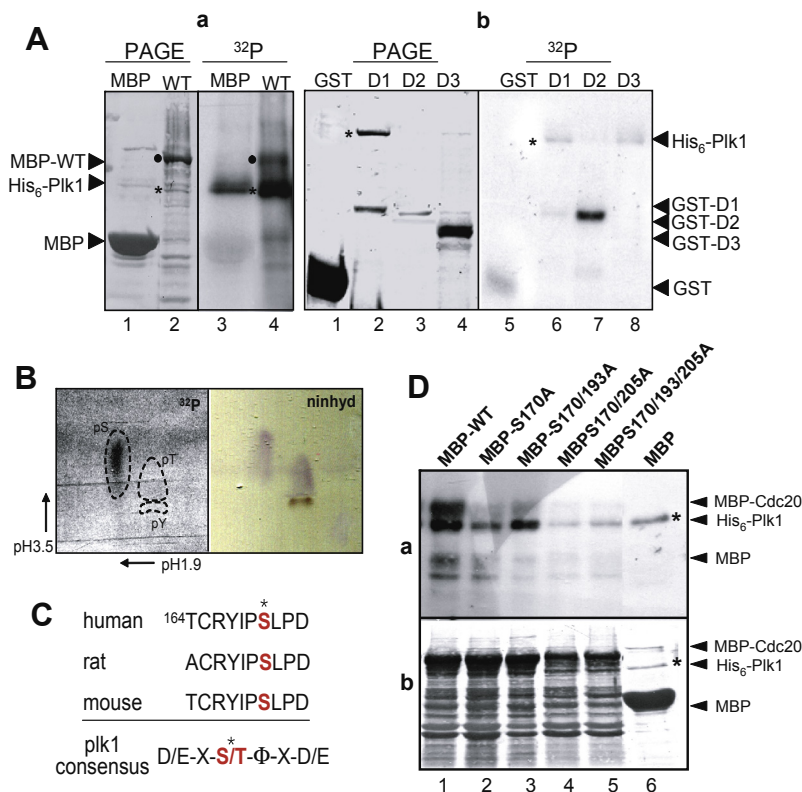 A
a
PAGE
32P
MBP WT MBP WT
MBP-WT
His6-Plk1
MBP
1 2 3 4
b
PAGE
32P
GST D1 D2 D3 GST D1 D2 D3
*
*
His6-Plk1
GST-D1
GST-D2
GST-D3
GST
1 2 3 4 5 6 7 8
B
32P
ninhyd
pS
pT
pY
pH3.5
pH1.9
C
*
human 164TCRYIPSLPD
rat ACRYIPSLPD
mouse TCRYIPSLPD
*
plk1 consensus D/E-X-S/T-Φ-X-D/E
D
MBP-WT
MBP-S170A
MBP-S170/193A
MBPS170/205A
MBPS170/193/205A
MBP
a
MBP-Cdc20
* His6-Plk1
MBP
b
MBP-Cdc20
* His6-Plk1
MBP
1 2 3 4 5 6